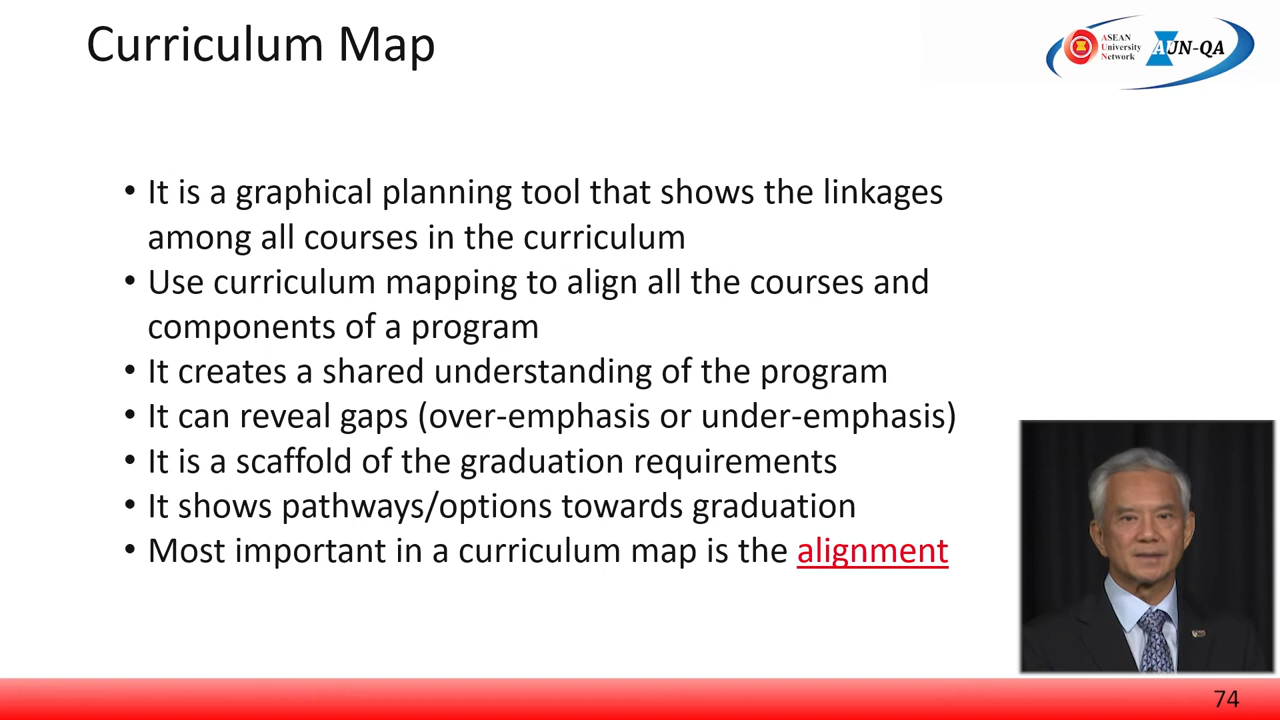 Curriculum Map
ASEAN
University
Network
AUN-QA
• It is a graphical planning tool that shows the linkages
among all courses in the curriculum
• Use curriculum mapping to align all the courses and
components of a program
• It creates a shared understanding of the program
• It can reveal gaps (over-emphasis or under-emphasis)
• It is a scaffold of the graduation requirements
• It shows pathways/options towards graduation
• Most important in a curriculum map is the alignment
74